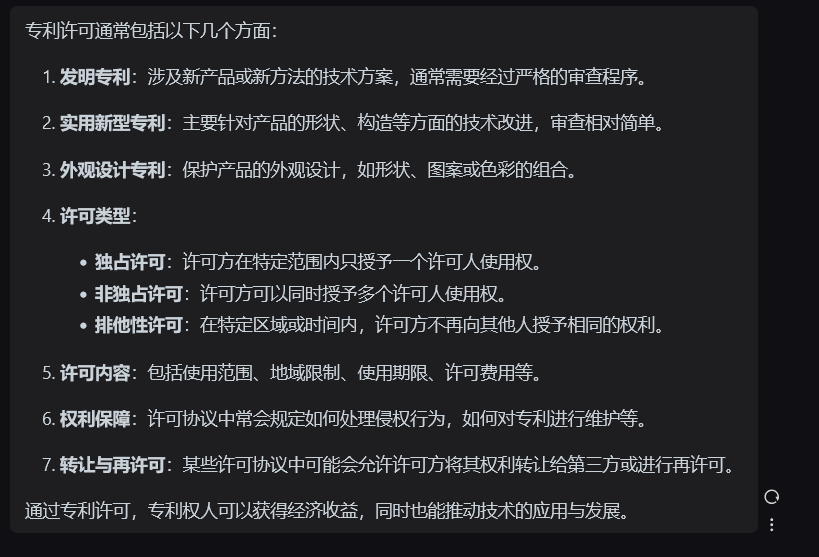 专利许可通常包括以下几个方面：
1. 发明专利：涉及新产品或新方法的技术方案，通常需要经过严格的审查程序。
2. 实用新型专利：主要针对产品的形状、构造等方面的技术改进，审查相对简单。
3. 外观设计专利：保护产品的外观设计，如形状、图案或色彩的组合。
4. 许可类型：
• 独占许可：许可方在特定范围内只授予一个许可人使用权。
• 非独占许可：许可方可以同时授予多个许可人使用权。
• 排他性许可：在特定区域或时间内，许可方不再向其他人授予相同的权利。
5. 许可内容：包括使用范围、地域限制、使用期限、许可费用等。
6. 权利保障：许可协议中常会规定如何处理侵权行为，如何对专利进行维护等。
7. 转让与再许可：某些许可协议中可能会允许许可方将其权利转让给第三方或进行再许可。
通过专利许可，专利权人可以获得经济收益，同时也能推动技术的应用与发展。